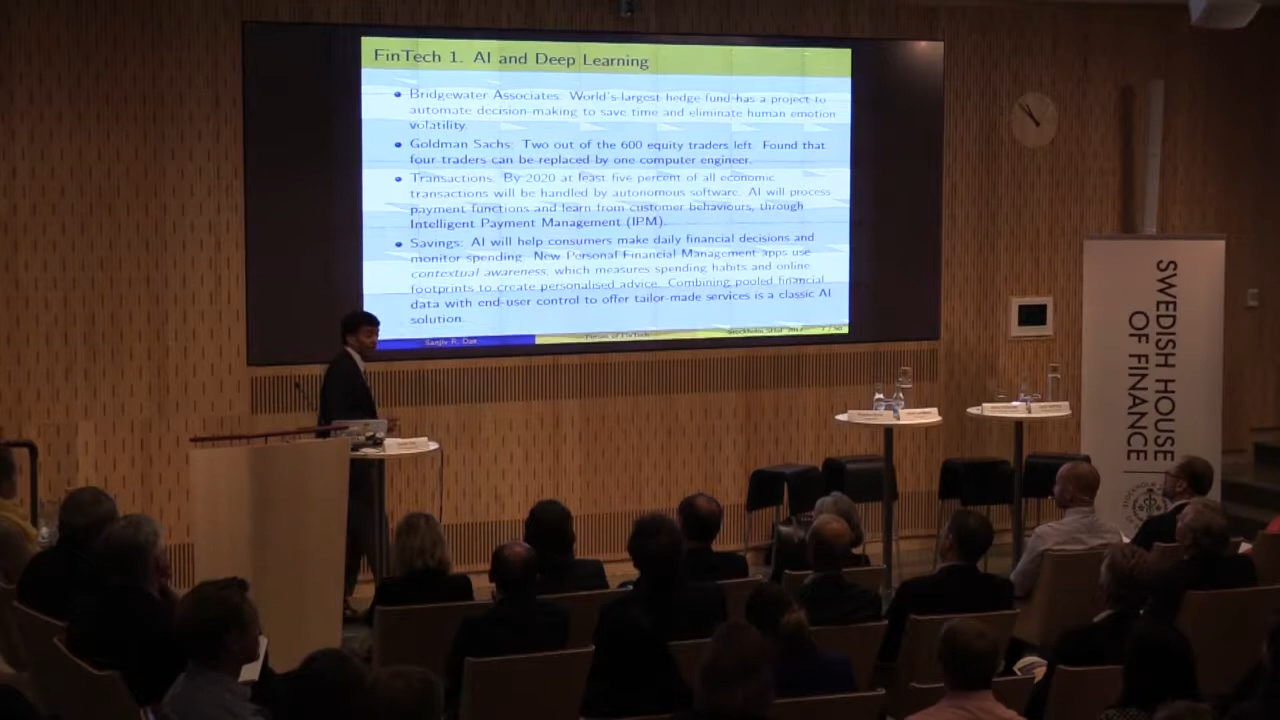 FinTech 1. AI and Deep Learning
Bridgewater Associates: World's largest hedge fund has a project to
automate decision-making to save time and eliminate human emotion
volatility.
Goldman Sachs: Two out of the 600 equity traders left. Found that
four traders can be replaced by one computer engineer.
Transactions: By 2020 at least five percent of all economic
transactions will be handled by autonomous software. AI will process
payment functions and learn from customer behaviours, through
Intelligent Payment Management (IPM).
Savings: AI will help consumers make daily financial decisions and
monitor spending. New Personal Financial Management apps use
contextual awareness, which measures spending habits and online
footprints to create personalised advice. Combining pooled financial
data with end-user control to offer tailor-made services is a classic AI
solution.
Sanjiv R. Das
of FinTech
Stockholm
SWEDISH HOUSE
OF FINANCE